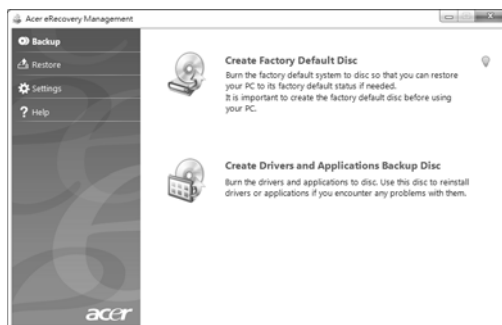 Acer eRecovery Management
Backup
Restore
Settings
Help
Create Factory Default Disc
Burn the factory default system to disc so that you can restore
your PC to its factory default status if needed.
It is important to create the factory default disc before using
your PC.
Create Drivers and Applications Backup Disc
Burn the drivers and applications to disc. Use this disc to reinstall
drivers or applications if you encounter any problems with them.
acer